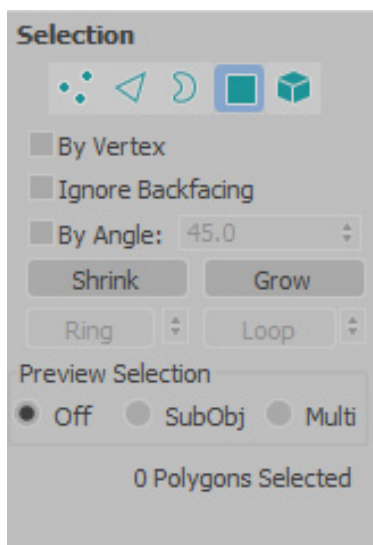 Selection
By Vertex
Ignore Backfacing
By Angle: 45.0
Shrink Grow
Ring Loop
Preview Selection
Off SubObj Multi
0 Polygons Selected